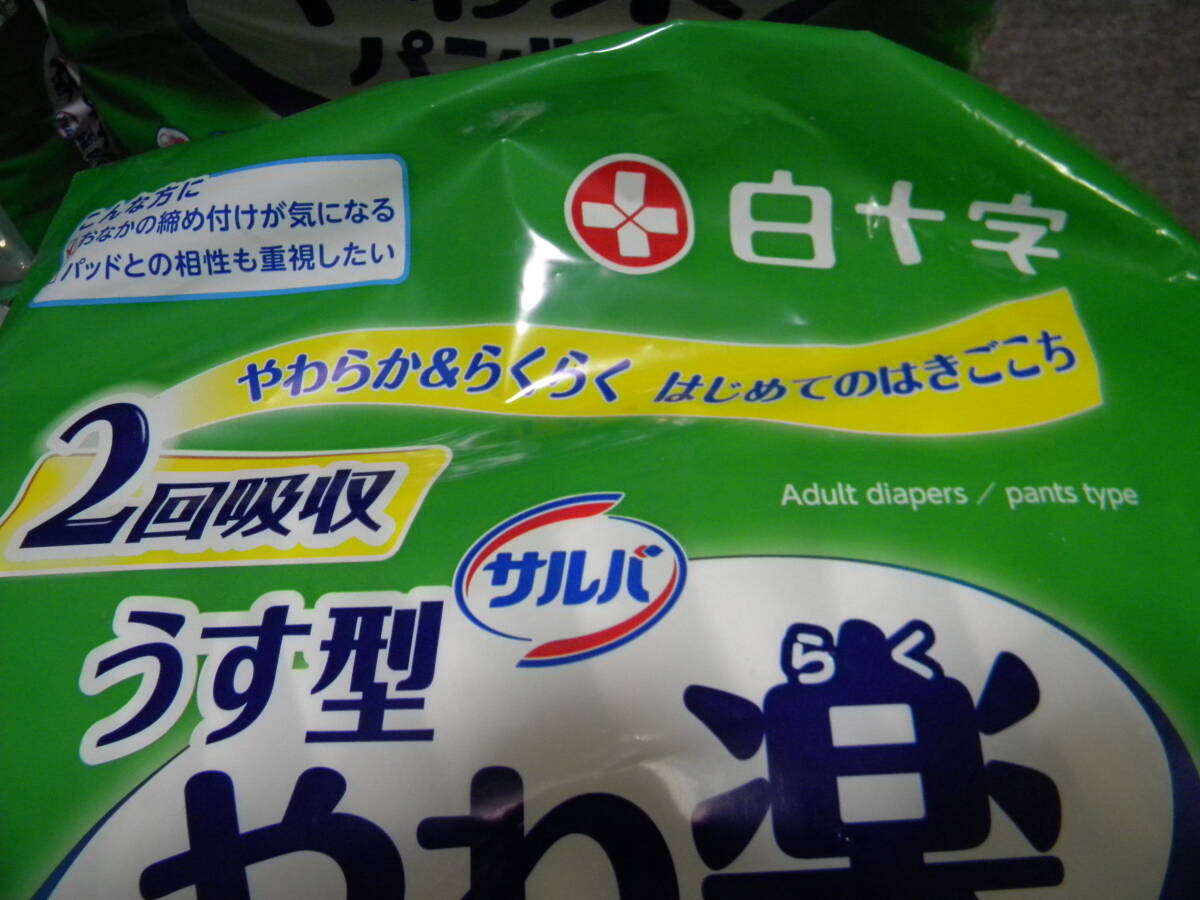 パンツ
こんな方に
おなかの締め付けが気になる
パッドとの相性も重視したい
白十字
やわらか&らくらく はじめてのはきごこち
2回吸収
Adult diapers / pants type
サルバ
うす型
らく
やわ楽